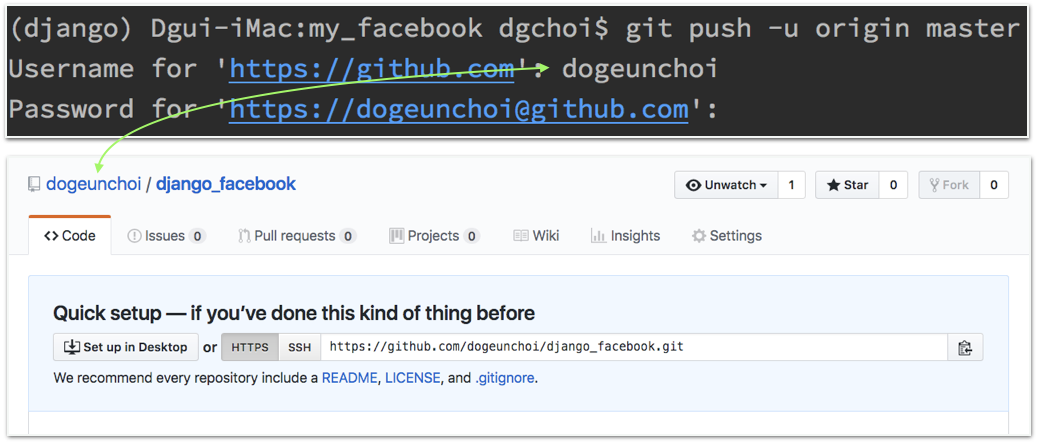 (django) Dgui-iMac:my_facebook dgchoi$ git push -u origin master
Username for 'https://github.com': dogeunchoi
Password for 'https://dogeunchoi@github.com':
dogeunchoi / django_facebook Unwatch 1 Star 0 Fork 0
<> Code Issues 0 Pull requests 0 Projects 0 Wiki Insights Settings
Quick setup — if you’ve done this kind of thing before
Set up in Desktop or HTTPS SSH https://github.com/dogeunchoi/django_facebook.git
We recommend every repository include a README, LICENSE, and .gitignore.